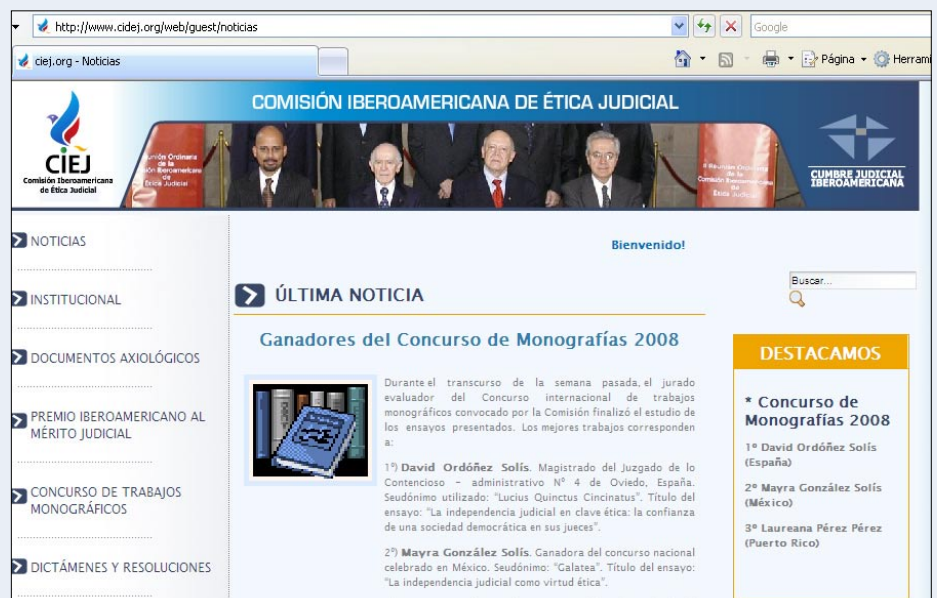 http://www.cidej.org/web/guest/noticias
Google
ciej.org - Noticias
Página
Herrami
COMISIÓN IBEROAMERICANA DE ÉTICA JUDICIAL
CIEJ
Comisión Iberoamericana
de Ética Judicial
CUMBRE JUDICIAL
IBEROAMERICANA
NOTICIAS
INSTITUCIONAL
DOCUMENTOS AXIOLÓGICOS
PREMIO IBEROAMERICANO AL
MÉRITO JUDICIAL
CONCURSO DE TRABAJOS
MONOGRÁFICOS
DICTÁMENES Y RESOLUCIONES
Bienvenido!
Buscar...
ÚLTIMA NOTICIA
Ganadores del Concurso de Monografías 2008
Durante el transcurso de la semana pasada, el jurado
evaluador del Concurso internacional de trabajos
monográficos convocado por la Comisión finalizó el estudio de
los ensayos presentados. Los mejores trabajos corresponden
a:
1º) David Ordóñez Solís. Magistrado del Juzgado de lo
Contencioso - administrativo Nº 4 de Oviedo, España.
Seudónimo utilizado: "Lucius Quinctus Cincinatus". Título del
ensayo: "La independencia judicial en clave ética: la confianza
de una sociedad democrática en sus jueces".
2º) Mayra González Solís. Ganadora del concurso nacional
celebrado en México. Seudónimo: "Galatea". Título del ensayo:
"La independencia judicial como virtud ética".
DESTACAMOS
* Concurso de
Monografías 2008
1º David Ordóñez Solís
(España)
2º Mayra González Solís
(México)
3º Laureana Pérez Pérez
(Puerto Rico)